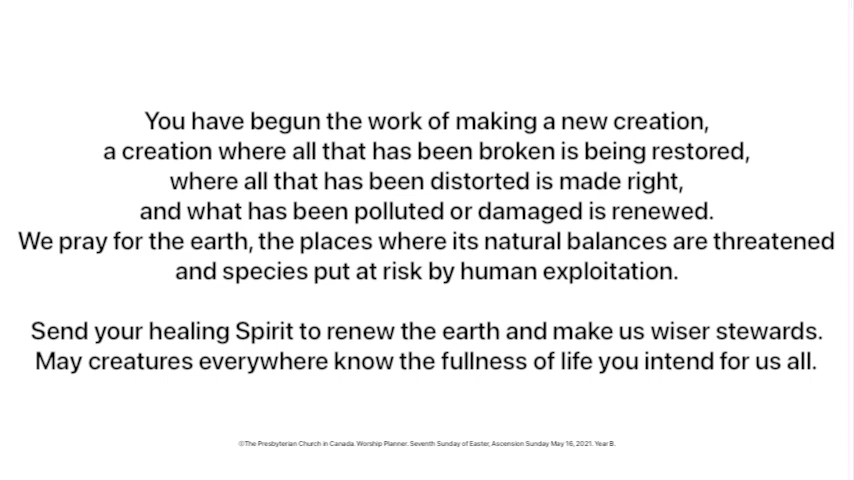 You have begun the work of making a new creation,
a creation where all that has been broken is being restored,
where all that has been distorted is made right,
and what has been polluted or damaged is renewed.
We pray for the earth, the places where its natural balances are threatened
and species put at risk by human exploitation.
Send your healing Spirit to renew the earth and make us wiser stewards.
May creatures everywhere know the fullness of life you intend for us all.
©The Presbyterian Church in Canada. Worship Planner. Seventh Sunday of Easter, Ascension Sunday May 16, 2021. Year B.